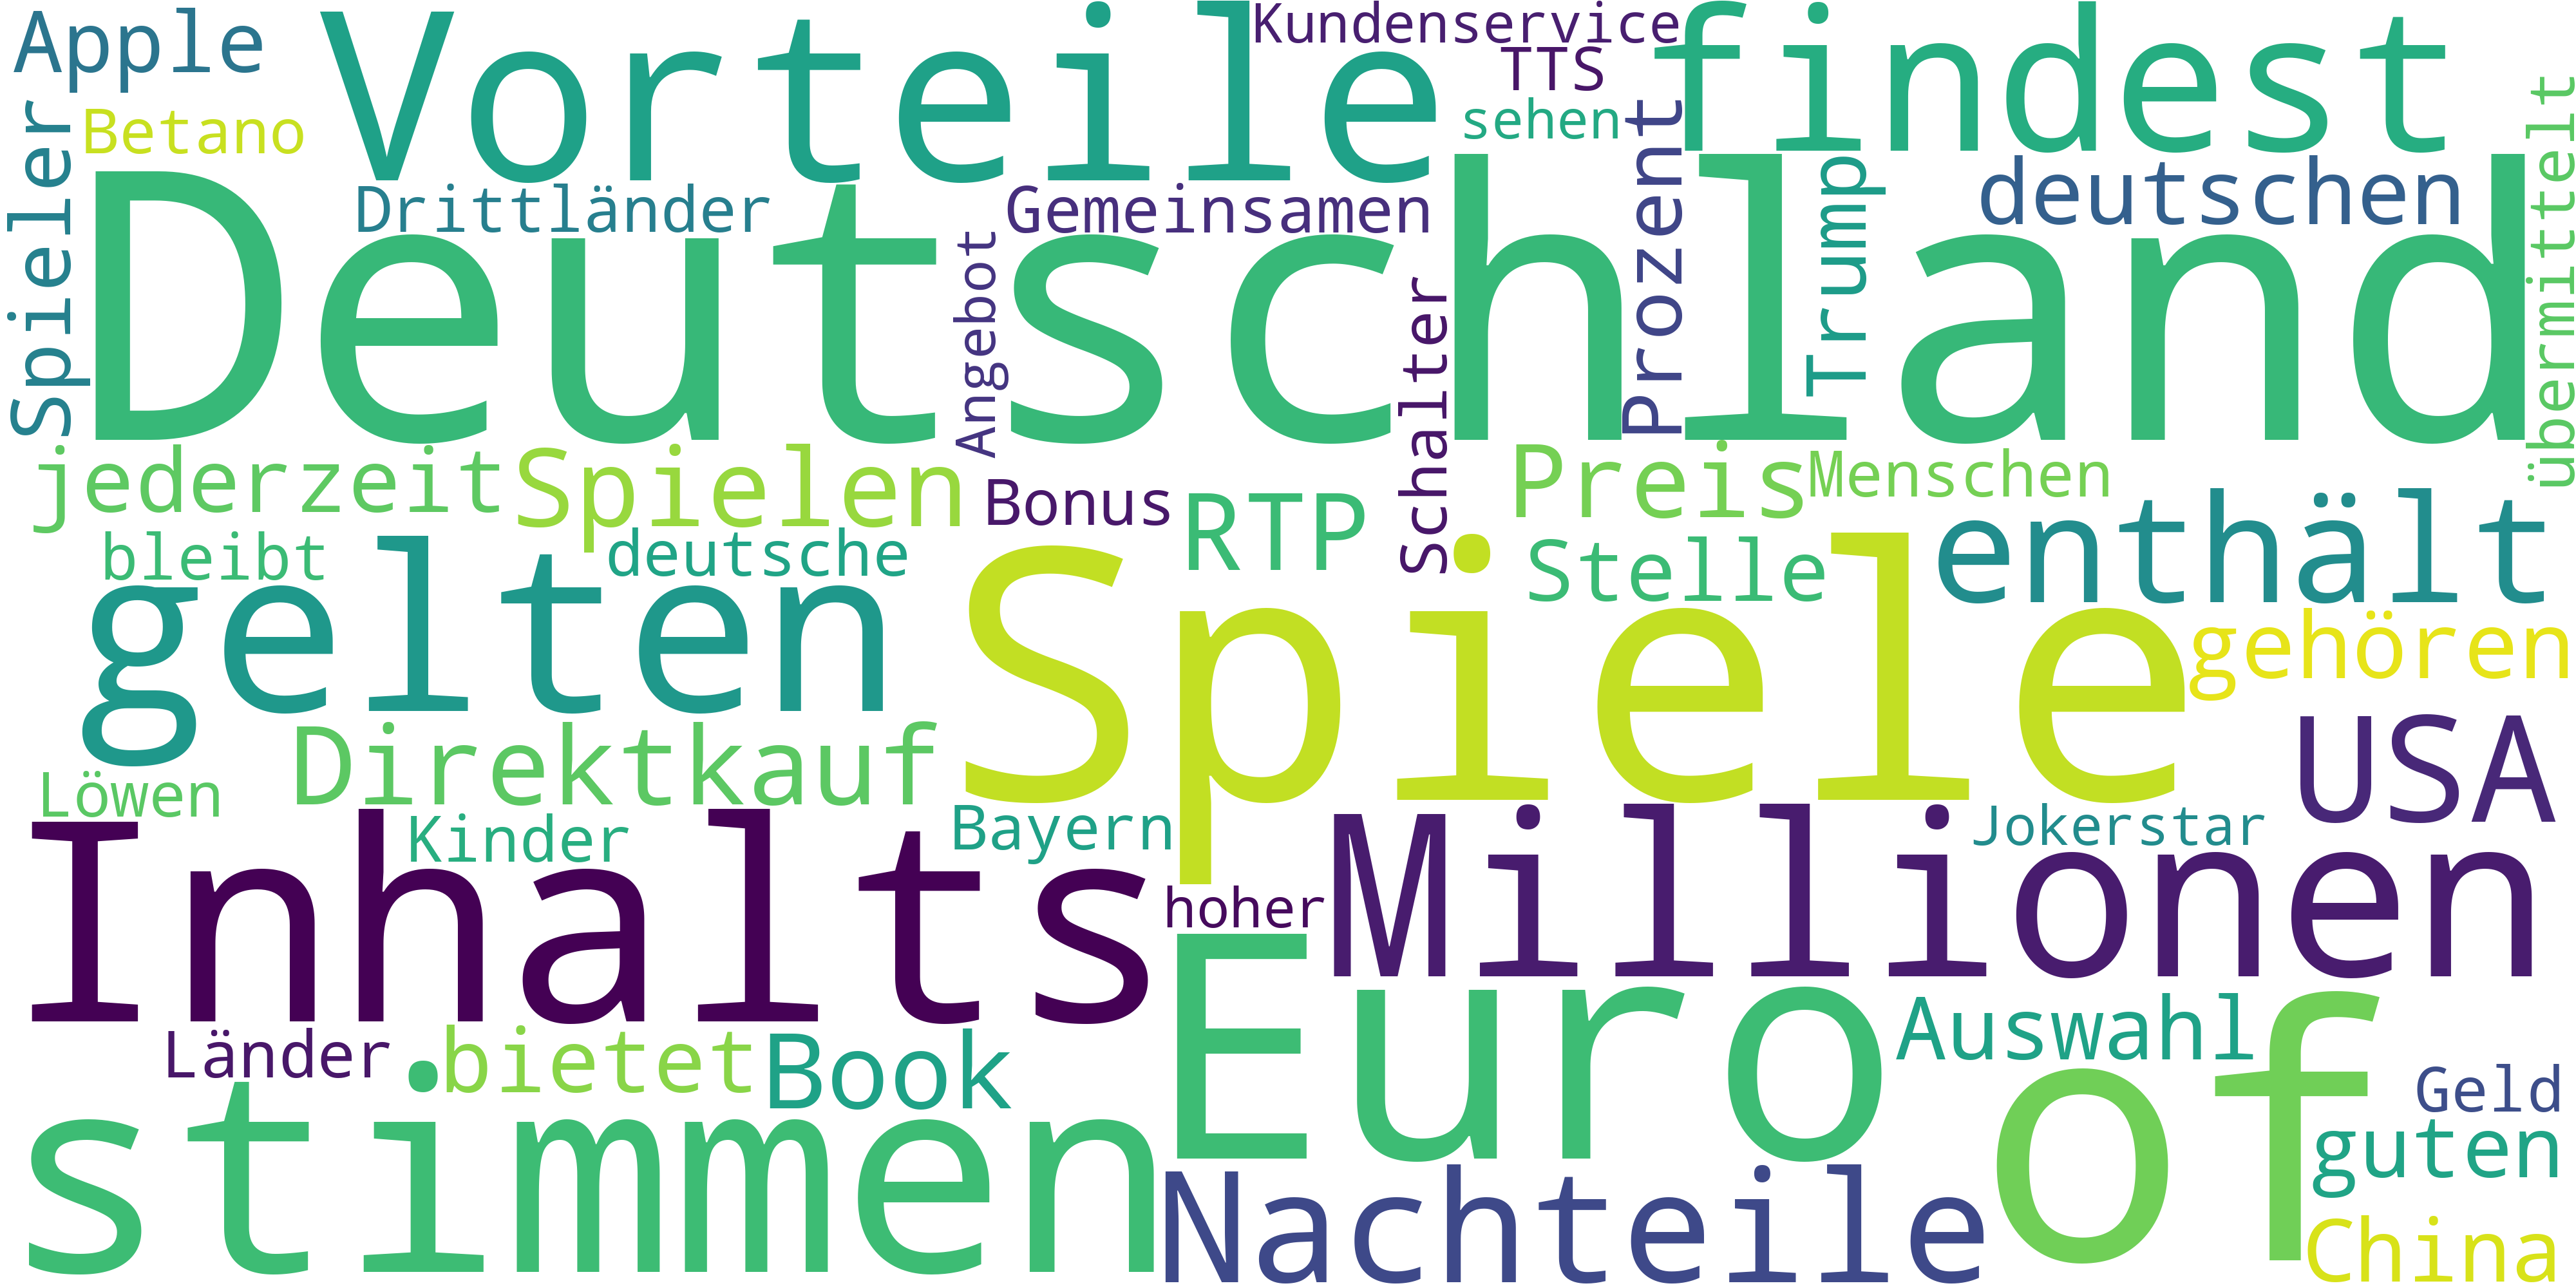 Apple
Vorteile
Kundenservice
TTS
findest
Betano
sehen
Spieler
Drittländer
Gemeinsamen
Prozent
Trump
deutschen
übermittelt
Deutschland
Angebot
Schalter
jederzeit
Spielen
Bonus
RTP
Preis
Menschen
bleibt
deutsche
Stelle
enthält
gelten
Spiele
gehören
Direktkauf
USA
Löwen
Kinder
Bayern
Jokerstar
Inhalts
hoher
Millionen
Länder
bietet
Book
Euro
Auswahl
of
Geld
stimmen
guten
Nachteile
China